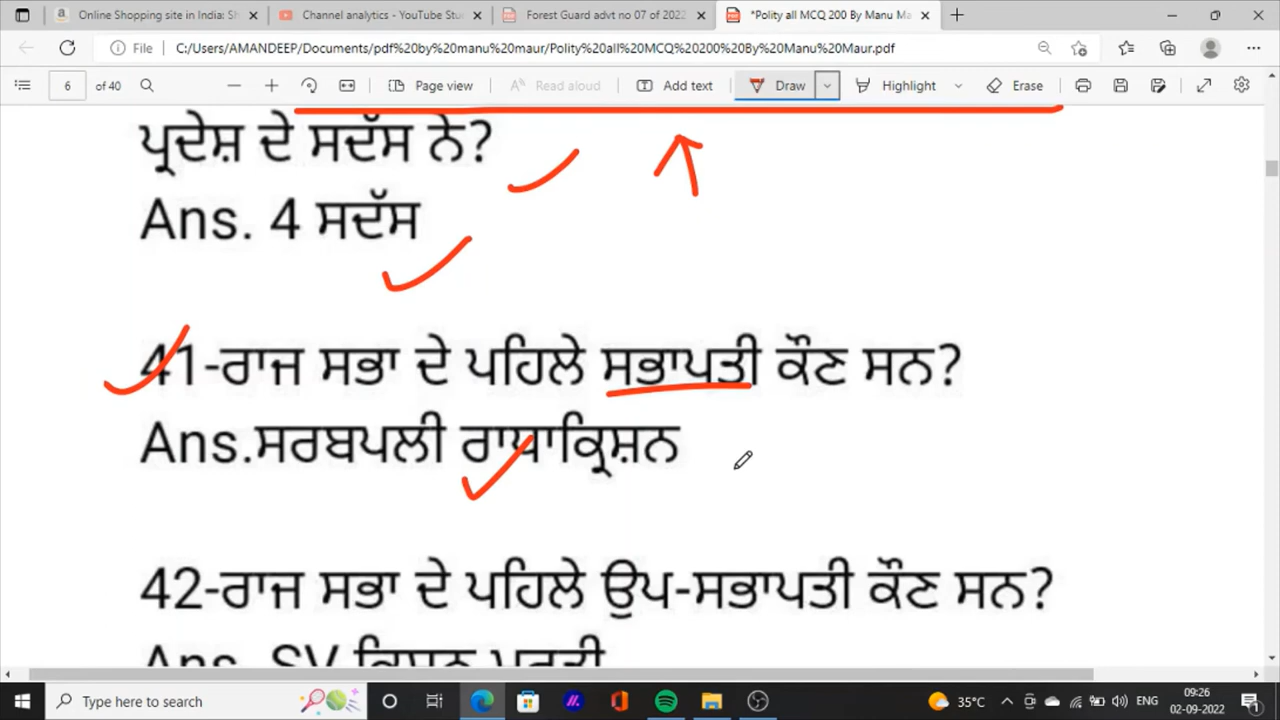 Online Shopping site in India: Sh
Channel analytics - YouTube Stu
Forest Guard advt no 07 of 2022
*Polity all MCQ 200 By Manu Ma
File
C:/Users/AMANDEEP/Documents/pdf%20by%20manu%20maur/Polity%20all%20MCQ%20200%20By%20Manu%20Maur.pdf
6 of 40
Page view
Read aloud
Add text
Draw
Highlight
Erase
ਪ੍ਰਦੇਸ਼ ਦੇ ਸਦੱਸ ਨੇ?
Ans. 4 ਸਦੱਸ
41-ਰਾਜ ਸਭਾ ਦੇ ਪਹਿਲੇ ਸਭਾਪਤੀ ਕੌਣ ਸਨ?
Ans.ਸਰਬਪਲੀ ਰਾਧਾਕ੍ਰਿਸ਼ਨ
42-ਰਾਜ ਸਭਾ ਦੇ ਪਹਿਲੇ ਉਪ-ਸਭਾਪਤੀ ਕੌਣ ਸਨ?
Ans. SV
Type here to search
35°C
ENG
09:26
02-09-2022